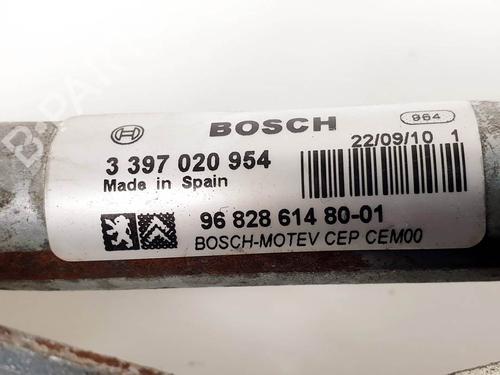 BOSCH 964
3 397 020 954 22/09/10 1
Made in Spain
96 828 614 80-01
BOSCH-MOTEV CEP CEM00
B-PARTS